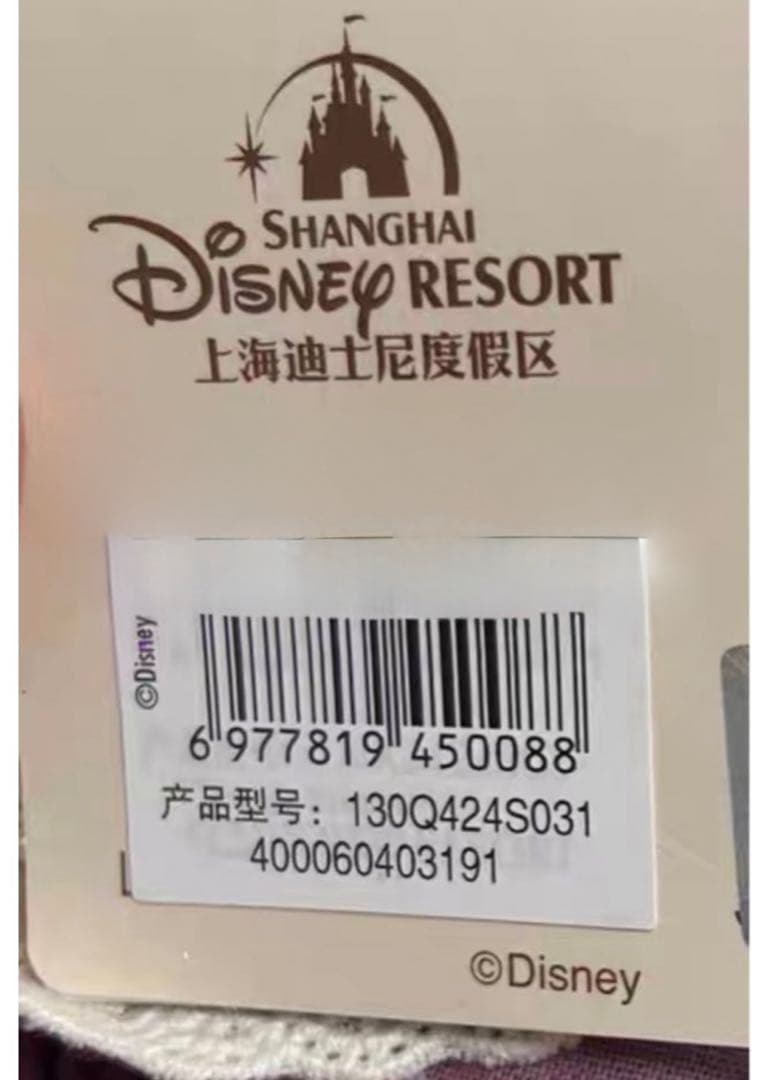 SHANGHAI
DISNEY RESORT
上海迪士尼度假区
©Disney
6 977819 450088
产品型号：130Q424S031
400060403191
©Disney